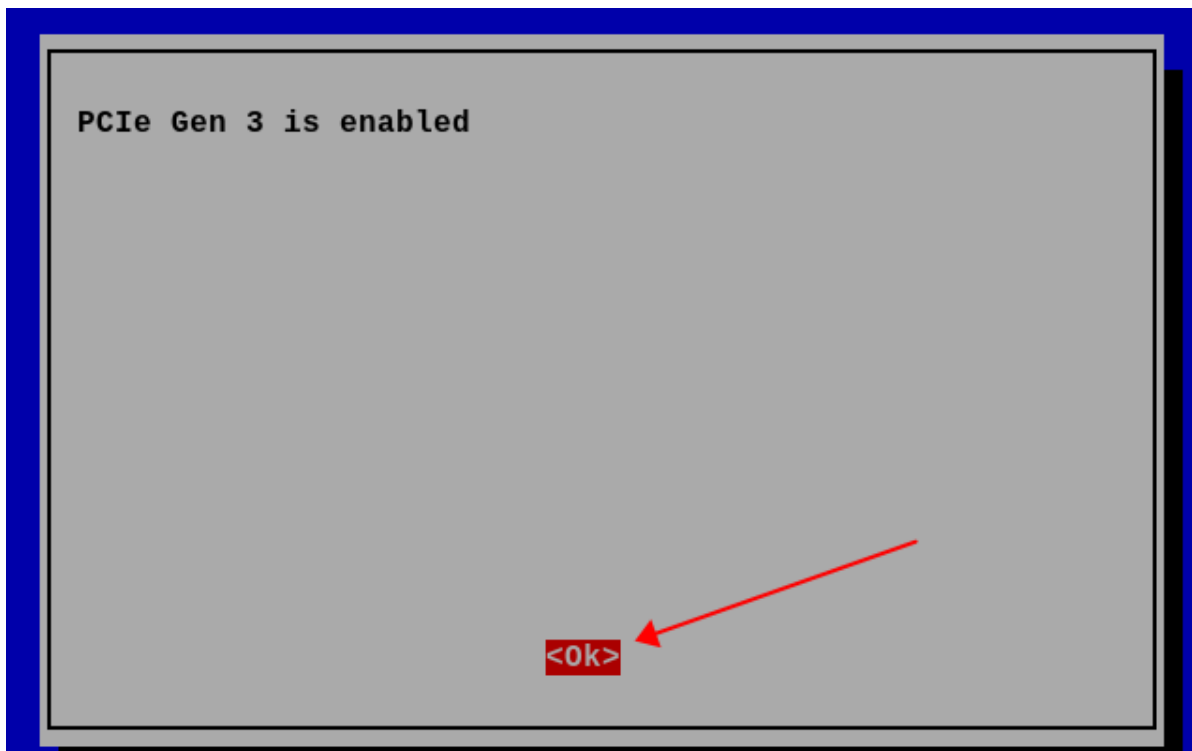 PCIe Gen 3 is enabled
<Ok>